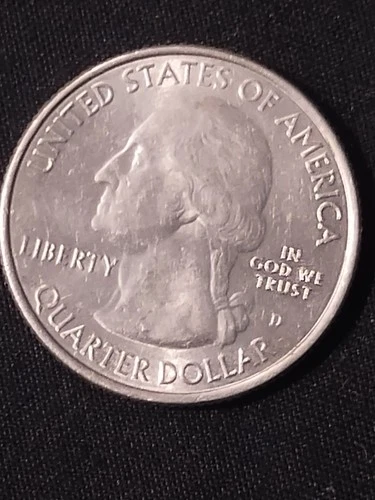 UNITED STATES OF AMERICA
LIBERTY
IN
GOD WE
TRUST
D
QUARTER DOLLAR